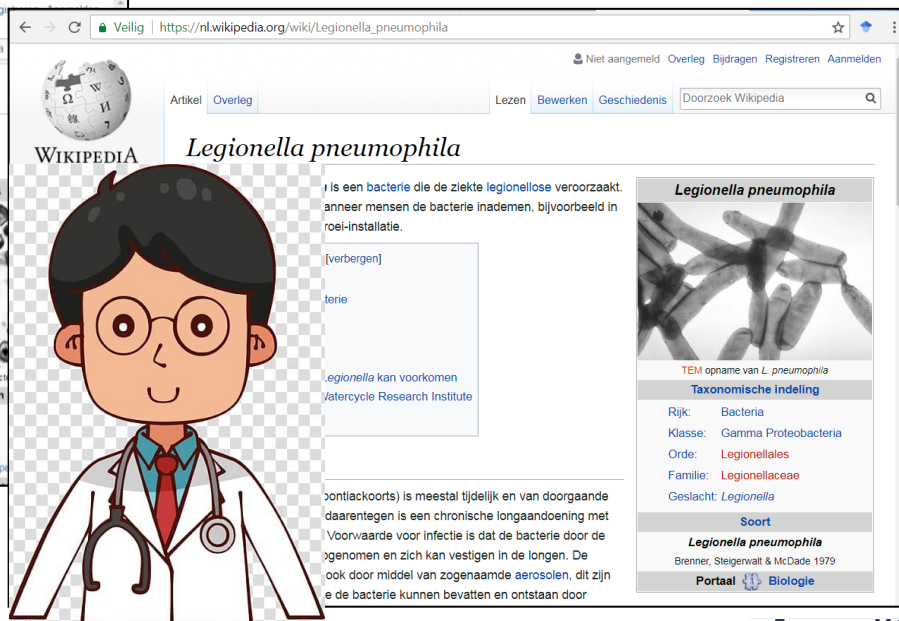 Veilig | https://nl.wikipedia.org/wiki/Legionella_pneumophila
Niet aangemeld Overleg Bijdragen Registreren Aanmelden
Artikel Overleg Lezen Bewerken Geschiedenis Doorzoek Wikipedia
WIKIPEDIA
Legionella pneumophila
is een bacterie die de ziekte legionellose veroorzaakt.
anneer mensen de bacterie inademen, bijvoorbeeld in
roei-installatie.
[verbergen]
terie
Legionella kan voorkomen
Watercycle Research Institute
pontiackoorts) is meestal tijdelijk en van doorgaande
daarentegen is een chronische longaandoening met
Voorwaarde voor infectie is dat de bacterie door de
ogenomen en zich kan vestigen in de longen. De
ook door middel van zogenaamde aerosolen, dit zijn
e de bacterie kunnen bevatten en ontstaan door
Legionella pneumophila
TEM opname van L. pneumophila
Taxonomische indeling
Rijk: Bacteria
Klasse: Gamma Proteobacteria
Orde: Legionellales
Familie: Legionellaceae
Geslacht: Legionella
Soort
Legionella pneumophila
Brenner, Steigerwalt & McDade 1979
Portaal Biologie